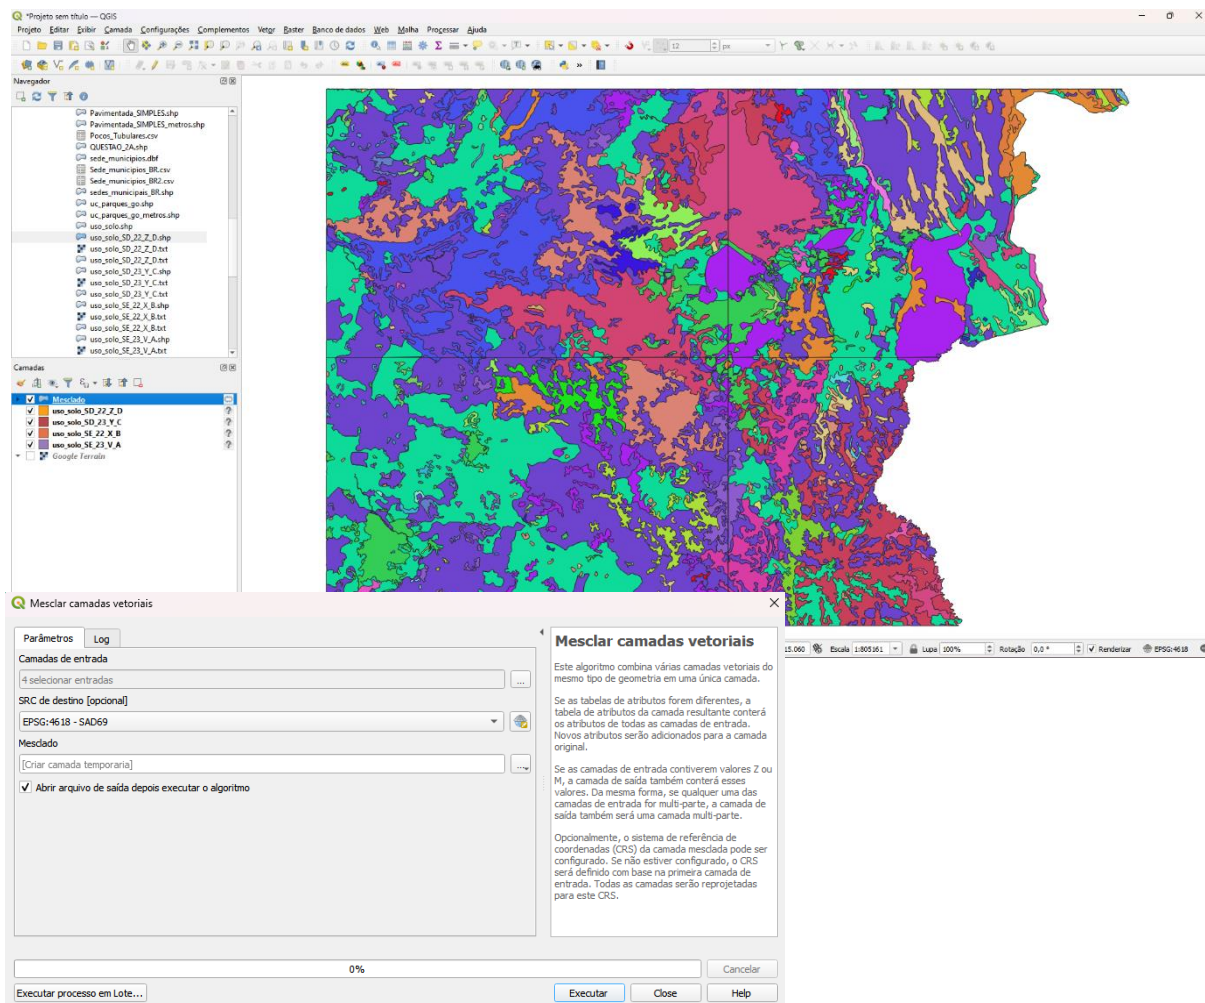 *Projeto sem título — QGIS
Projeto Editar Exibir Camada Configurações Complementos Vetor Raster Banco de dados Web Malha Processar Ajuda
12 px
»
Navegador
Pavimentada_SIMPLES.shp
Pavimentada_SIMPLES_metros.shp
Pocos_Tubulares.csv
QUESTAO_2A.shp
sede_municipios.dbf
Sede_municipios_BR.csv
Sede_municipios_BR2.csv
sedes_municipais_BR.shp
uc_parques_go.shp
uc_parques_go_metros.shp
uso_solo.shp
uso_solo_SD_22_Z_D.shp
uso_solo_SD_22_Z_D.txt
uso_solo_SD_22_Z_D.txt
uso_solo_SD_23_Y_C.shp
uso_solo_SD_23_Y_C.txt
uso_solo_SD_23_Y_C.txt
uso_solo_SE_22_X_B.shp
uso_solo_SE_22_X_B.txt
uso_solo_SE_22_X_B.txt
uso_solo_SE_23_V_A.shp
uso_solo_SE_23_V_A.txt
Camadas
Mesclado
uso_solo_SD_22_Z_D ?
uso_solo_SD_23_Y_C ?
uso_solo_SE_22_X_B ?
uso_solo_SE_23_V_A ?
Google Terrain
15.060 Escala 1:805161 Lupa 100% Rotação 0,0 ° Renderizar EPSG:4618
Mesclar camadas vetoriais
Parâmetros Log
Camadas de entrada
4 selecionar entradas ...
SRC de destino [opcional]
EPSG:4618 - SAD69
Mesclado
[Criar camada temporaria] ...
Abrir arquivo de saída depois executar o algoritmo
Mesclar camadas vetoriais
Este algoritmo combina várias camadas vetoriais do
mesmo tipo de geometria em uma única camada.
Se as tabelas de atributos forem diferentes, a
tabela de atributos da camada resultante conterá
os atributos de todas as camadas de entrada.
Novos atributos serão adicionados para a camada
original.
Se as camadas de entrada contiverem valores Z ou
M, a camada de saída também conterá esses
valores. Da mesma forma, se qualquer uma das
camadas de entrada for multi-parte, a camada de
saída também será uma camada multi-parte.
Opcionalmente, o sistema de referência de
coordenadas (CRS) da camada mesclada pode ser
configurado. Se não estiver configurado, o CRS
será definido com base na primeira camada de
entrada. Todas as camadas serão reprojetadas
para este CRS.
0% Cancelar
Executar processo em Lote... Executar Close Help